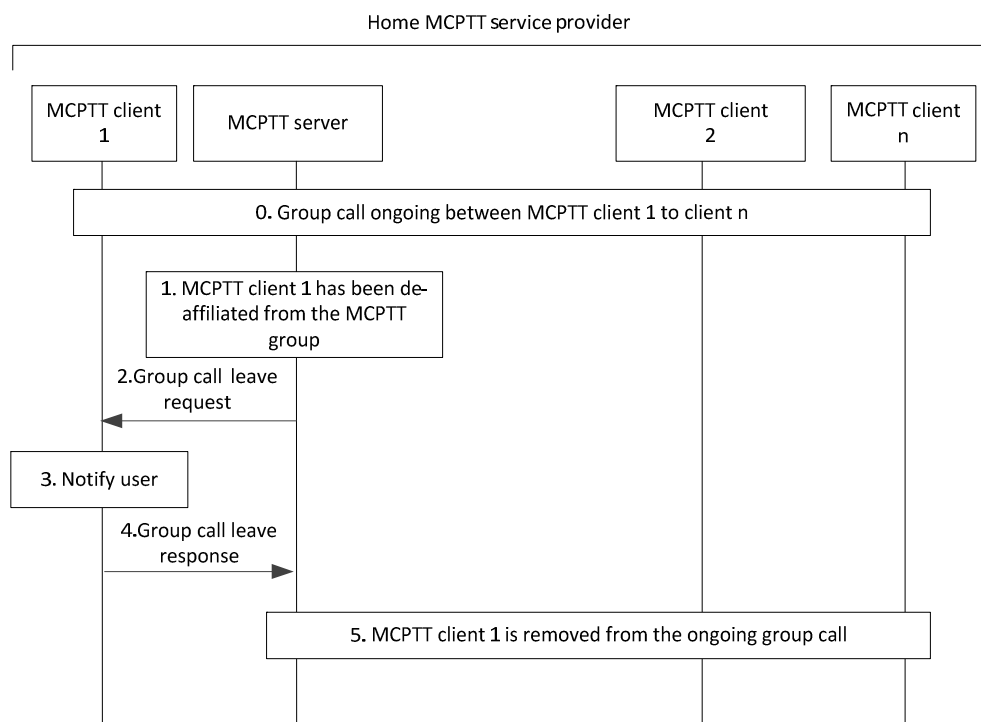 Home MCPTT service provider
MCPTT client
1
MCPTT server
MCPTT client
2
MCPTT client
n
0. Group call ongoing between MCPTT client 1 to client n
1. MCPTT client 1 has been de-
affiliated from the MCPTT
group
2.Group call leave
request
3. Notify user
4.Group call leave
response
5. MCPTT client 1 is removed from the ongoing group call